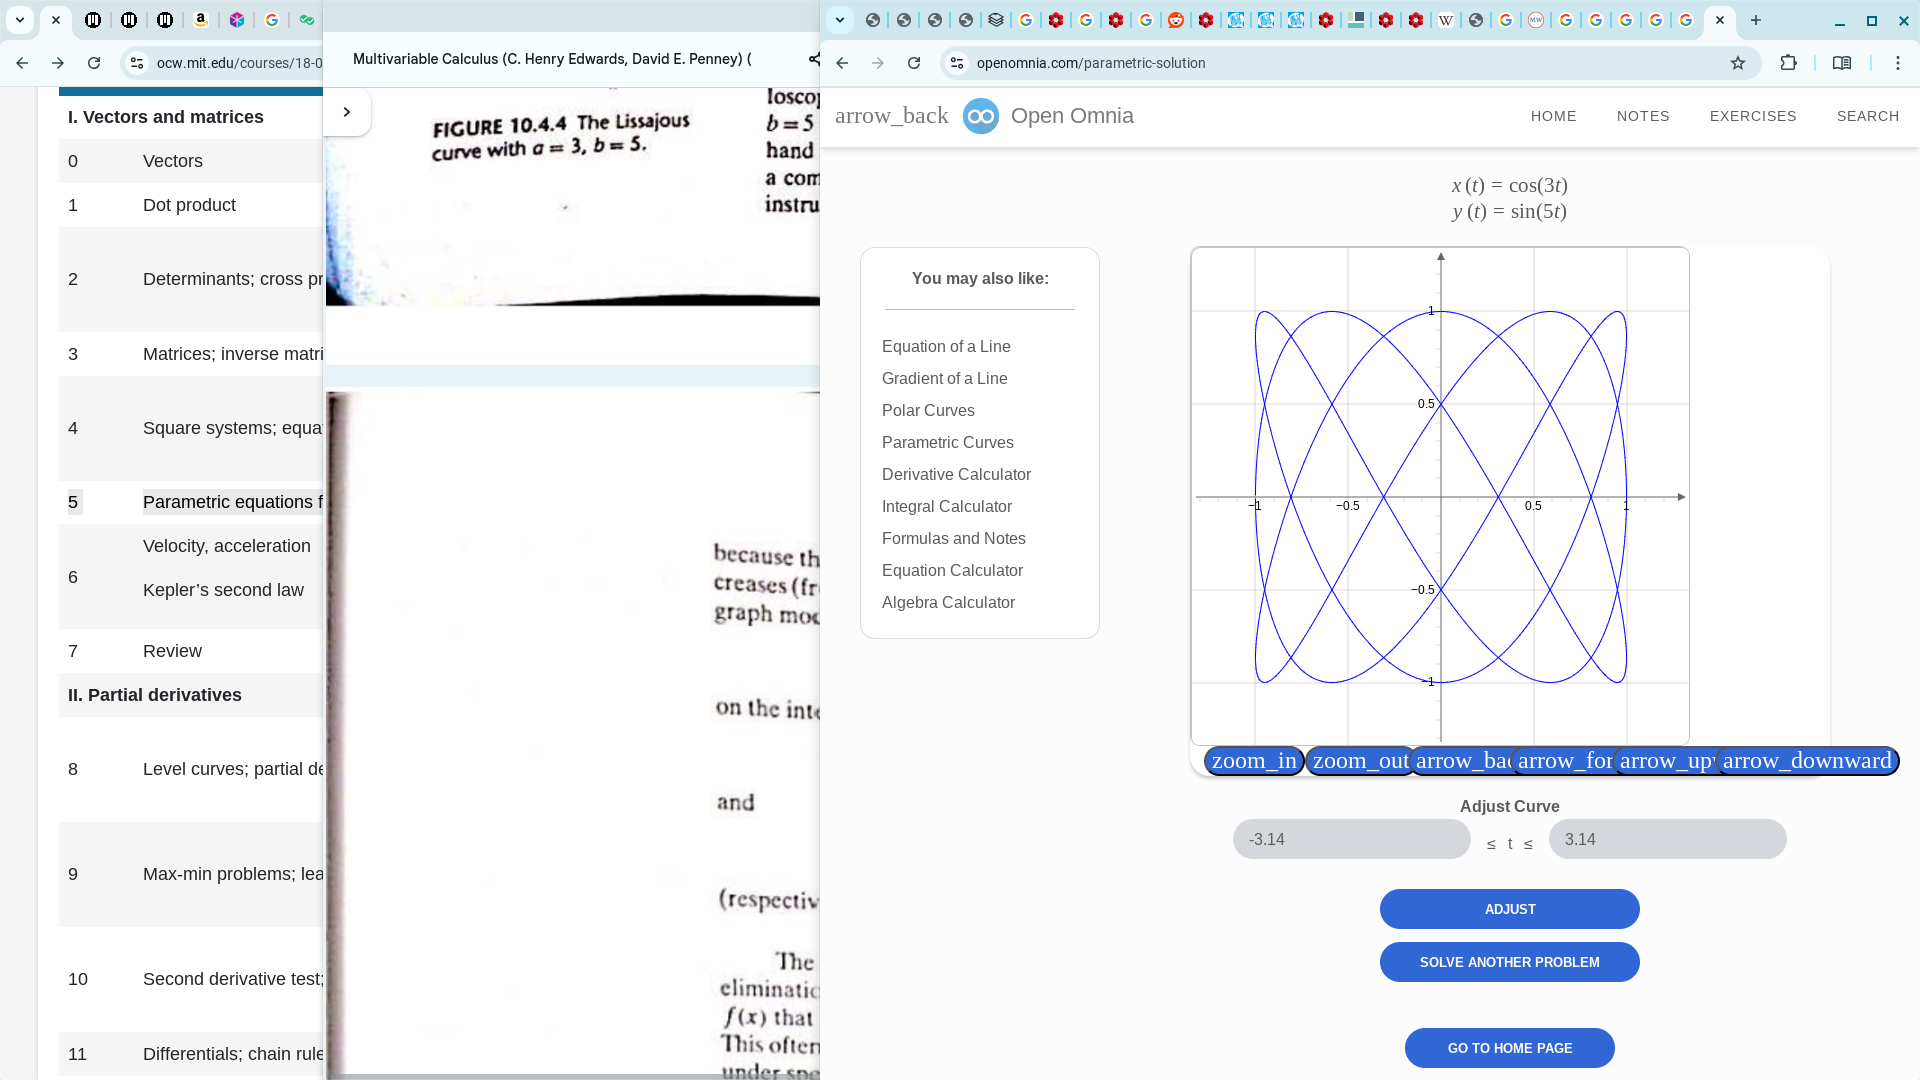 ocw.mit.edu/courses/18-0
I. Vectors and matrices
0 Vectors
1 Dot product
2 Determinants; cross pr
3 Matrices; inverse matri
4 Square systems; equa
5 Parametric equations f
6 Velocity, acceleration
Kepler’s second law
7 Review
II. Partial derivatives
8 Level curves; partial de
9 Max-min problems; lea
10 Second derivative test;
11 Differentials; chain rule
Multivariable Calculus (C. Henry Edwards, David E. Penney) (
FIGURE 10.4.4 The Lissajous
curve with a = 3, b = 5.
loscop
b = 5
hand
a com
instru
because th
creases (fr
graph mod
on the inte
and
(respectiv
The
eliminatio
f(x) that
This often
under spe
openomnia.com/parametric-solution
arrow_back Open Omnia
HOME NOTES EXERCISES SEARCH
x (t) = cos(3t)
y (t) = sin(5t)
You may also like:
Equation of a Line
Gradient of a Line
Polar Curves
Parametric Curves
Derivative Calculator
Integral Calculator
Formulas and Notes
Equation Calculator
Algebra Calculator
1
0.5
−1 −0.5 0.5 1
−0.5
−1
zoom_in zoom_out arrow_bac arrow_for arrow_upv arrow_downward
Adjust Curve
-3.14 ≤ t ≤ 3.14
ADJUST
SOLVE ANOTHER PROBLEM
GO TO HOME PAGE